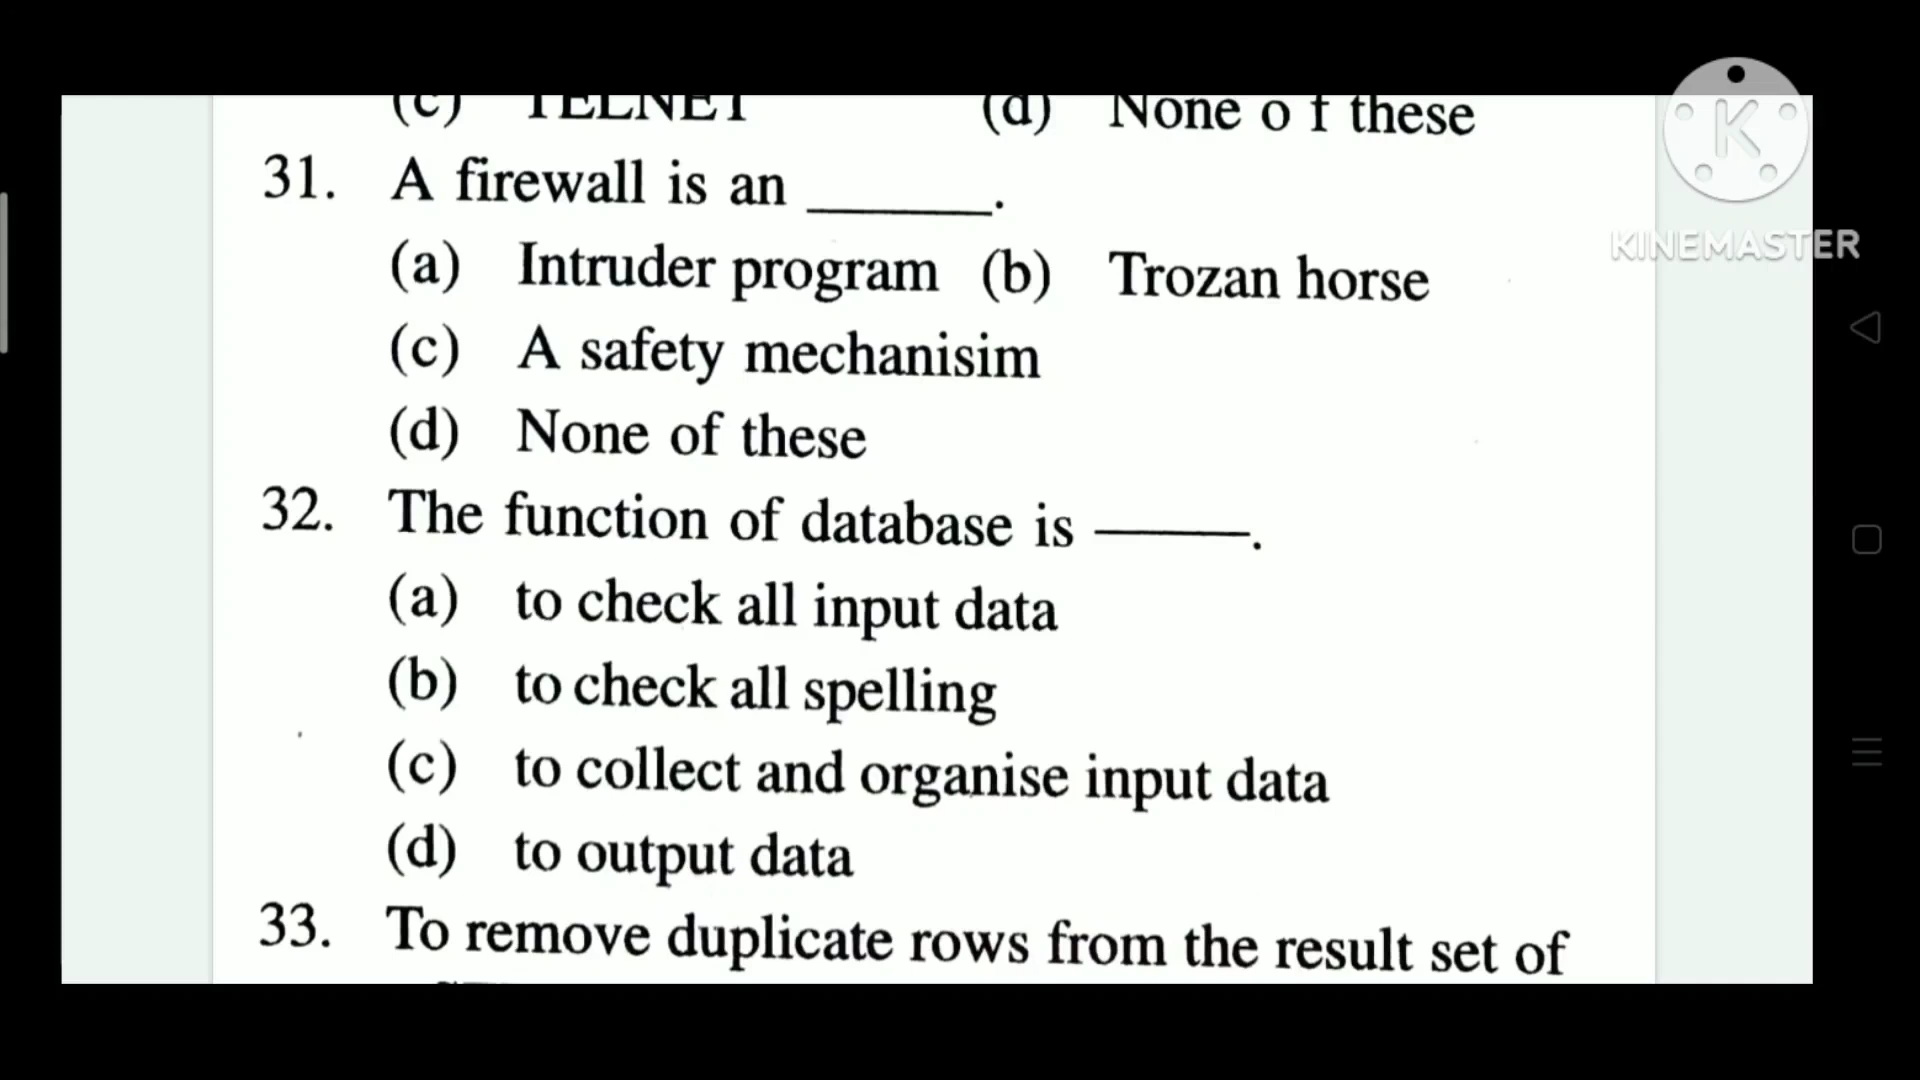 (c) TELNET (d) None o f these
31. A firewall is an ______.
(a) Intruder program (b) Trozan horse
(c) A safety mechanisim
(d) None of these
32. The function of database is ———.
(a) to check all input data
(b) to check all spelling
(c) to collect and organise input data
(d) to output data
33. To remove duplicate rows from the result set of
K
KINEMASTER